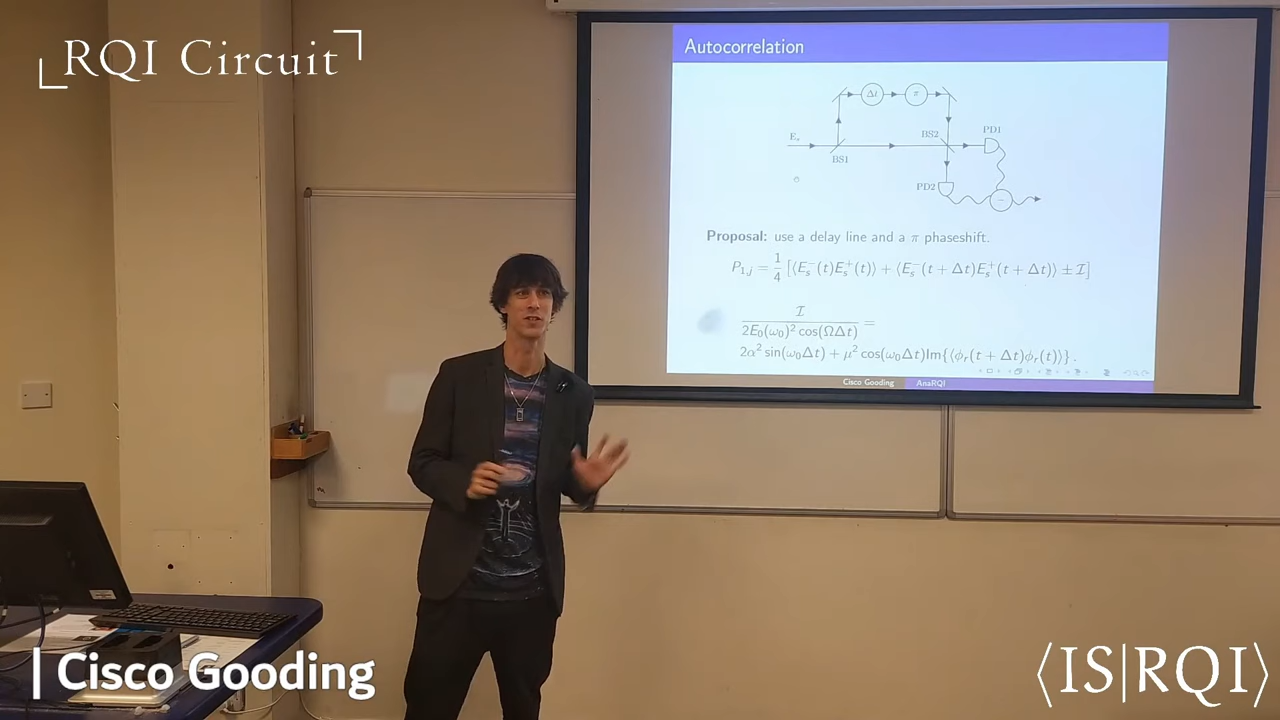 RQI Circuit
Autocorrelation
Δt
π
E_s
BS1
BS2
PD1
PD2
−
Proposal: use a delay line and a π phaseshift.
P_{1,j} = 1/4 [⟨E_s^−(t)E_s^+(t)⟩ + ⟨E_s^−(t + Δt)E_s^+(t + Δt)⟩ ± ℐ]
ℐ / 2E_0(ω_0)^2 cos(ΩΔt) =
2α^2 sin(ω_0Δt) + μ^2 cos(ω_0Δt)Im{⟨ϕ_r(t + Δt)ϕ_r(t)⟩} .
Cisco Gooding AnaRQI
| Cisco Gooding
⟨IS|RQI⟩